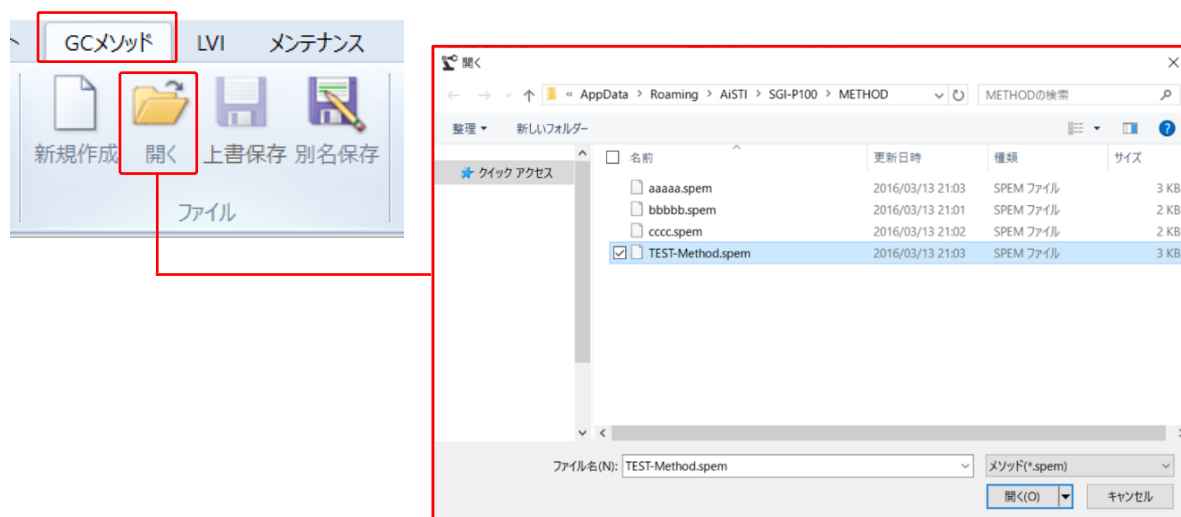 GCメソッド LVI メンテナンス
新規作成 開く 上書保存 別名保存
ファイル
開く
« AppData > Roaming > AiSTI > SGI-P100 > METHOD METHODの検索
整理 新しいフォルダー
クイック アクセス
名前 更新日時 種類 サイズ
aaaaa.spem 2016/03/13 21:03 SPEM ファイル 3 KB
bbbbb.spem 2016/03/13 21:01 SPEM ファイル 2 KB
cccc.spem 2016/03/13 21:02 SPEM ファイル 2 KB
TEST-Method.spem 2016/03/13 21:03 SPEM ファイル 3 KB
ファイル名(N): TEST-Method.spem メソッド(*.spem)
開く(O) キャンセル